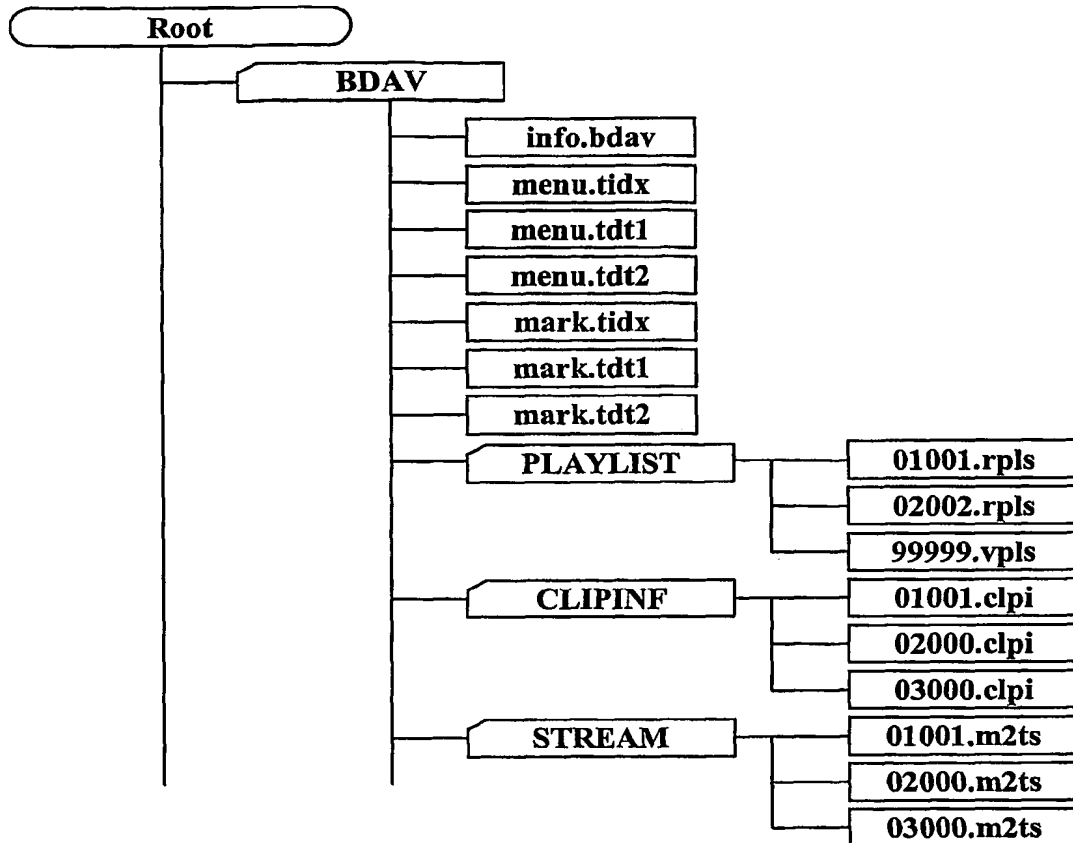 Root
BDAV
info.bdav
menu.tidx
menu.tdt1
menu.tdt2
mark.tidx
mark.tdt1
mark.tdt2
PLAYLIST
01001.rpls
02002.rpls
99999.vpls
CLIPINF
01001.clpi
02000.clpi
03000.clpi
STREAM
01001.m2ts
02000.m2ts
03000.m2ts